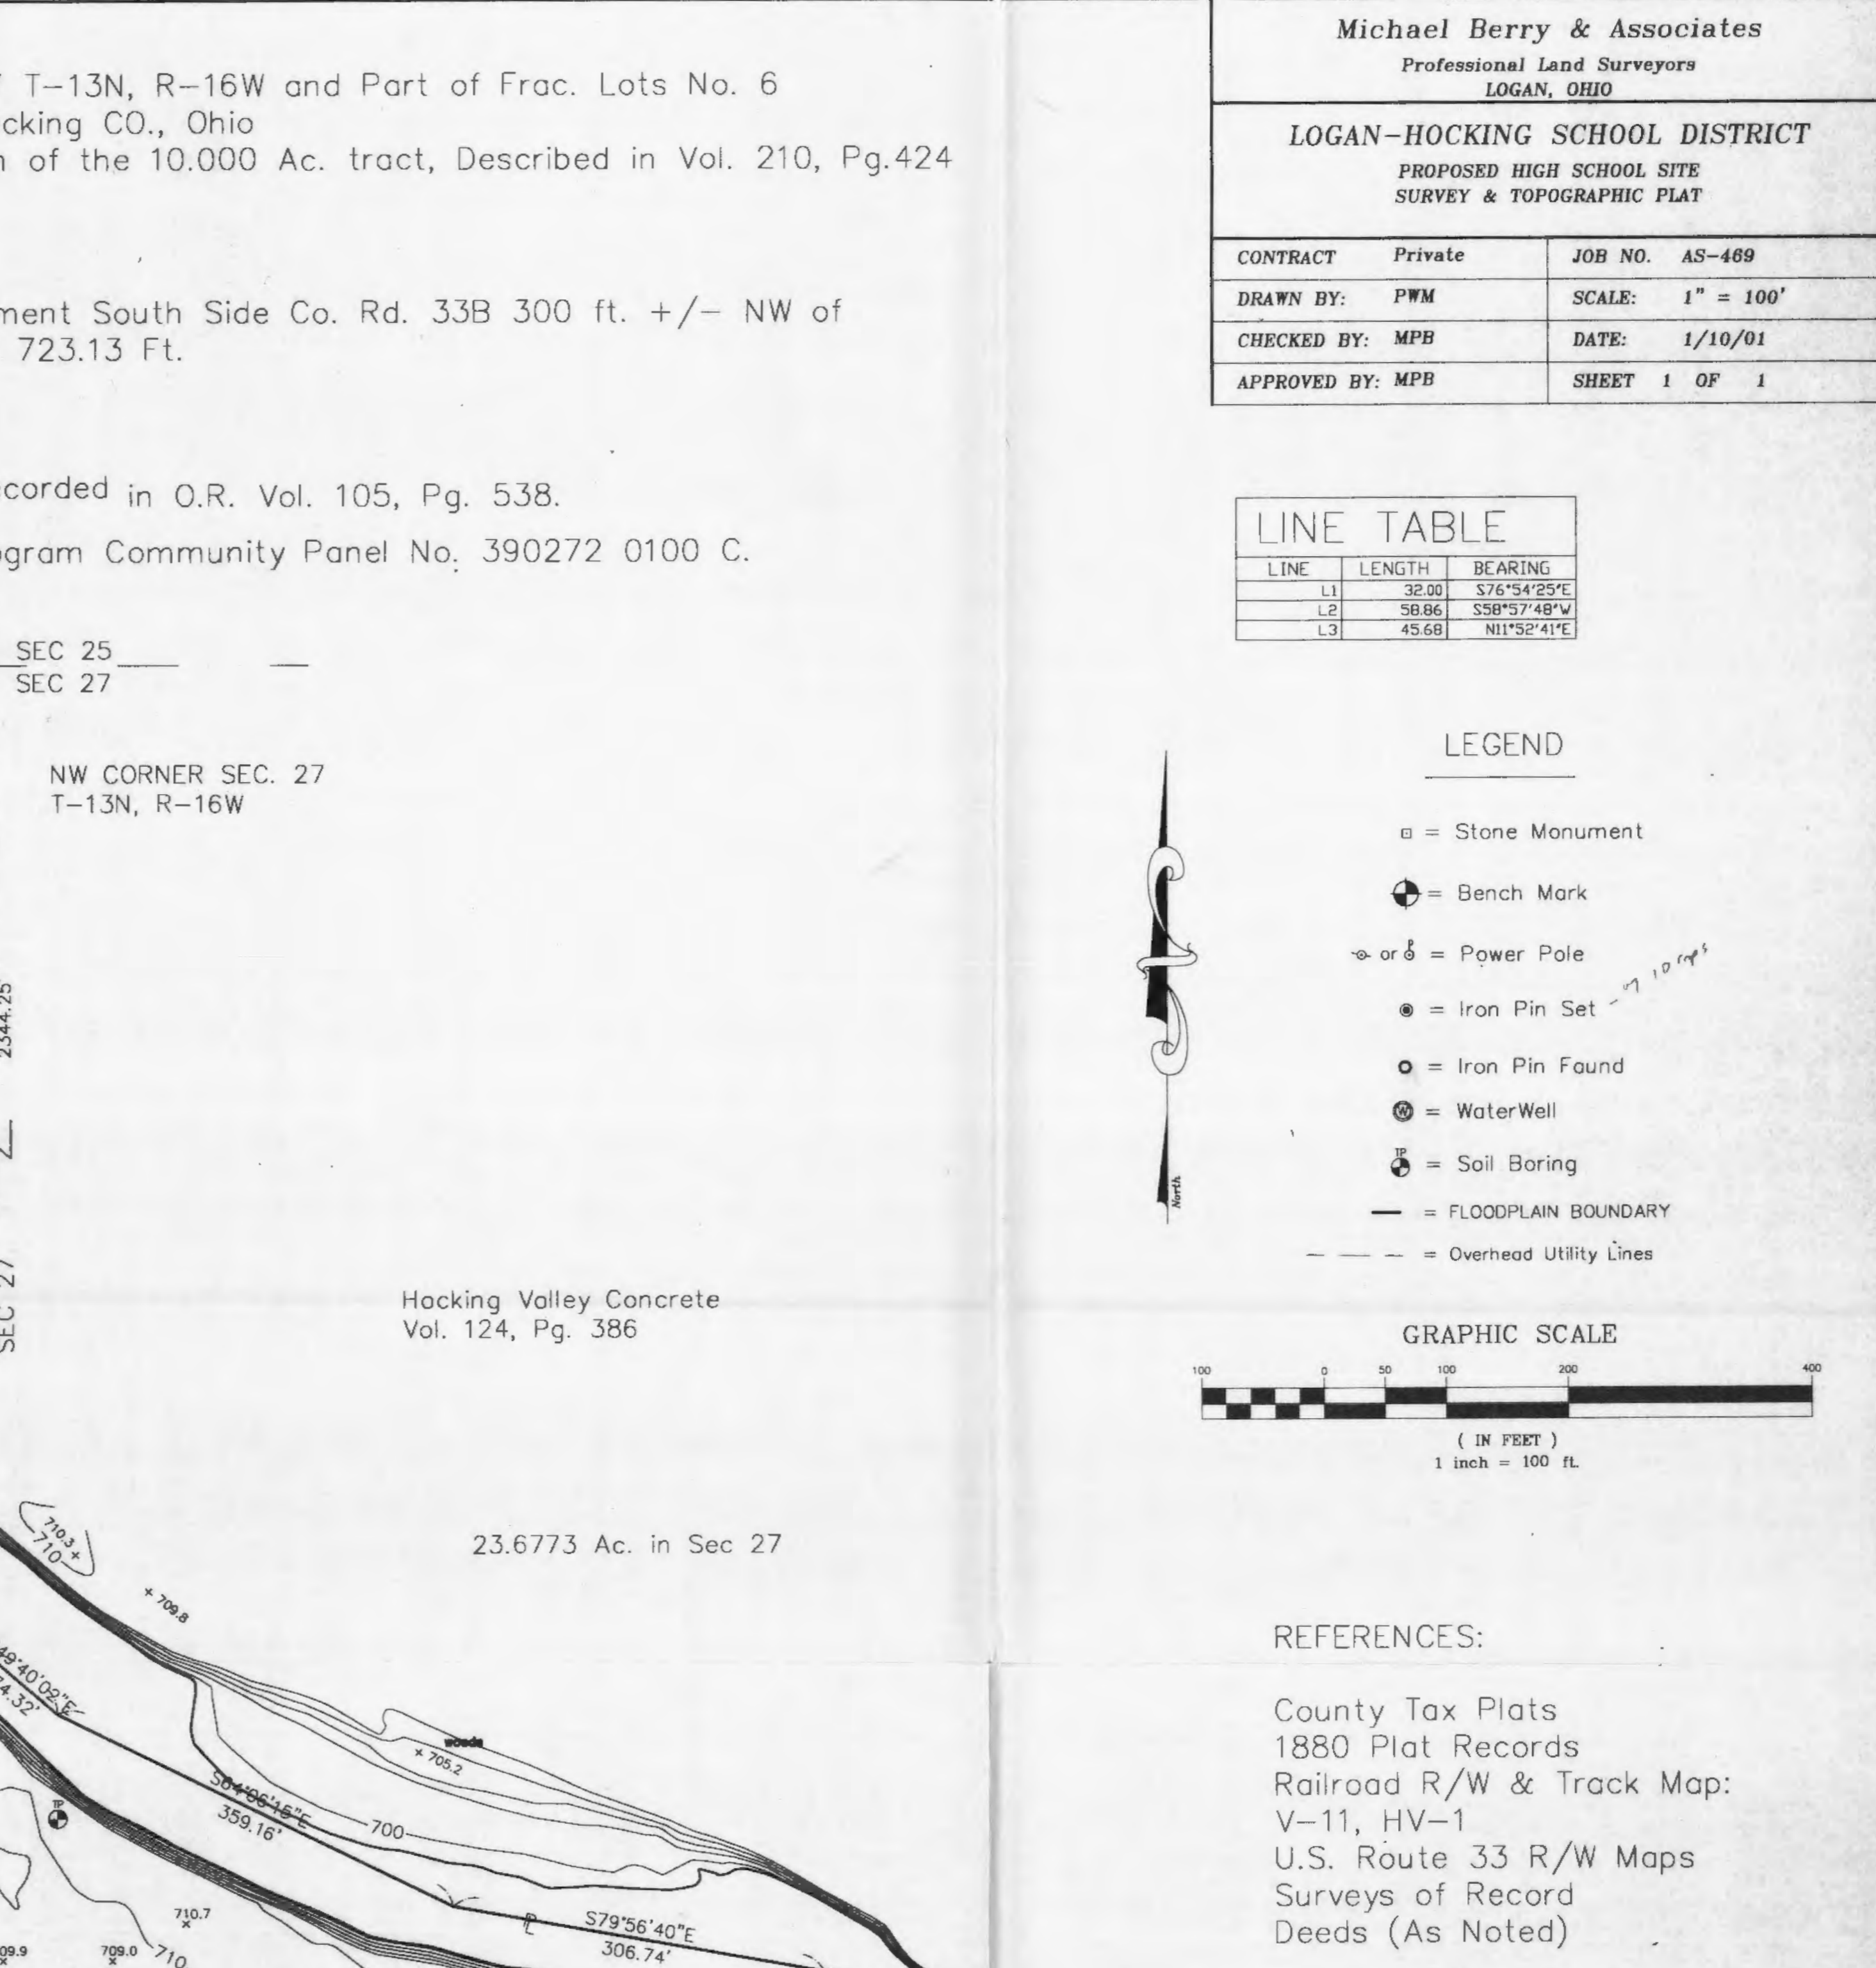 T-13N, R-16W and Part of Frac. Lots No. 6
cking CO., Ohio
of the 10.000 Ac. tract, Described in Vol. 210, Pg.424
ment South Side Co. Rd. 33B 300 ft. +/- NW of
723.13 Ft.
corded in O.R. Vol. 105, Pg. 538.
gram Community Panel No. 390272 0100 C.
SEC 25
SEC 27
NW CORNER SEC. 27
T-13N, R-16W
2344.25'
SEC 27
Hocking Valley Concrete
Vol. 124, Pg. 386
23.6773 Ac. in Sec 27
710.3 +
710
+ 709.8
49°40'02"E
4.32'
woods
+ 705.2
S64°06'15"E
359.16'
700
TP
710.7
09.9
709.0
710
S79°56'40"E
306.74'
Michael Berry & Associates
Professional Land Surveyors
LOGAN, OHIO
LOGAN-HOCKING SCHOOL DISTRICT
PROPOSED HIGH SCHOOL SITE
SURVEY & TOPOGRAPHIC PLAT
CONTRACT Private JOB NO. AS-469
DRAWN BY: PWM SCALE: 1" = 100'
CHECKED BY: MPB DATE: 1/10/01
APPROVED BY: MPB SHEET 1 OF 1
LINE TABLE
LINE LENGTH BEARING
L1 32.00 S76°54'25"E
L2 58.86 S58°57'48"W
L3 45.68 N11°52'41"E
North
LEGEND
= Stone Monument
= Bench Mark
or = Power Pole
= Iron Pin Set
= Iron Pin Found
W = WaterWell
TP = Soil Boring
= FLOODPLAIN BOUNDARY
= Overhead Utility Lines
GRAPHIC SCALE
100 0 50 100 200 400
( IN FEET )
1 inch = 100 ft.
REFERENCES:
County Tax Plats
1880 Plat Records
Railroad R/W & Track Map:
V-11, HV-1
U.S. Route 33 R/W Maps
Surveys of Record
Deeds (As Noted)